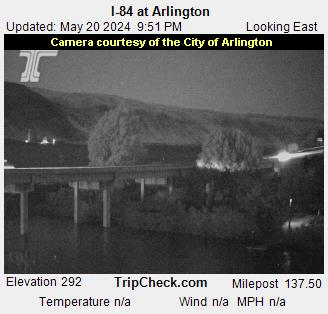 I-84 at Arlington
Updated: May 20 2024 9:51 PM Looking East
Camera courtesy of the City of Arlington
Elevation 292 TripCheck.com Milepost 137.50
Temperature n/a Wind n/a MPH n/a